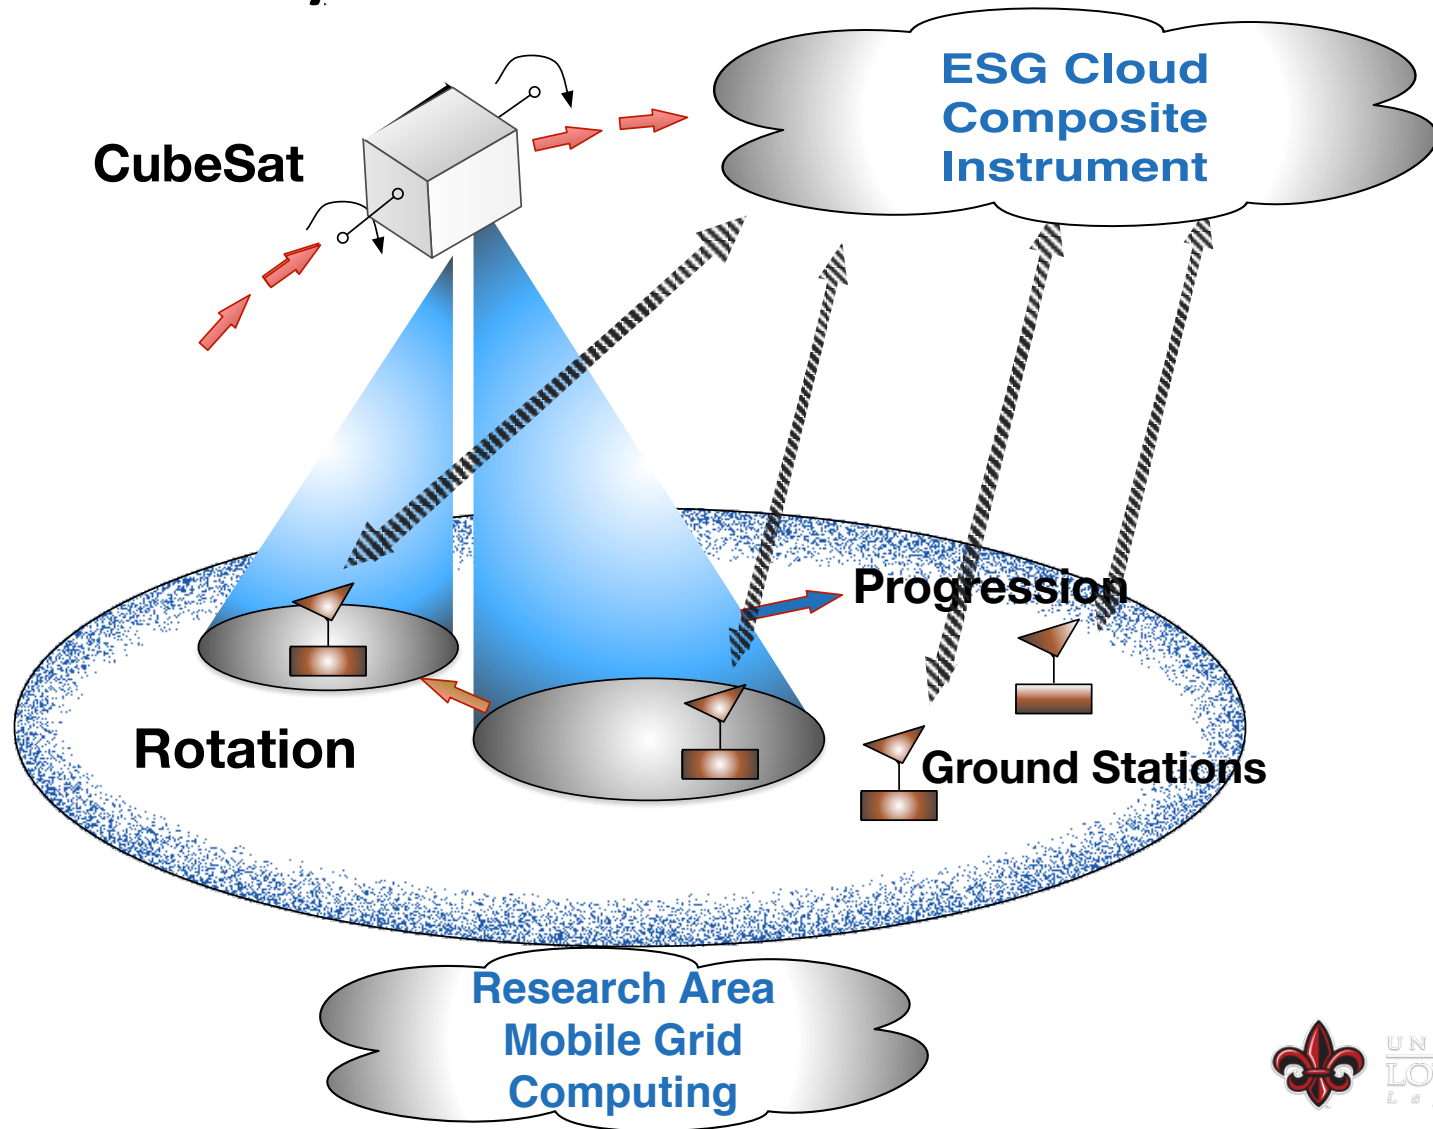 CubeSat
ESG Cloud
Composite
Instrument
Progression
Rotation
Ground Stations
Research Area
Mobile Grid
Computing